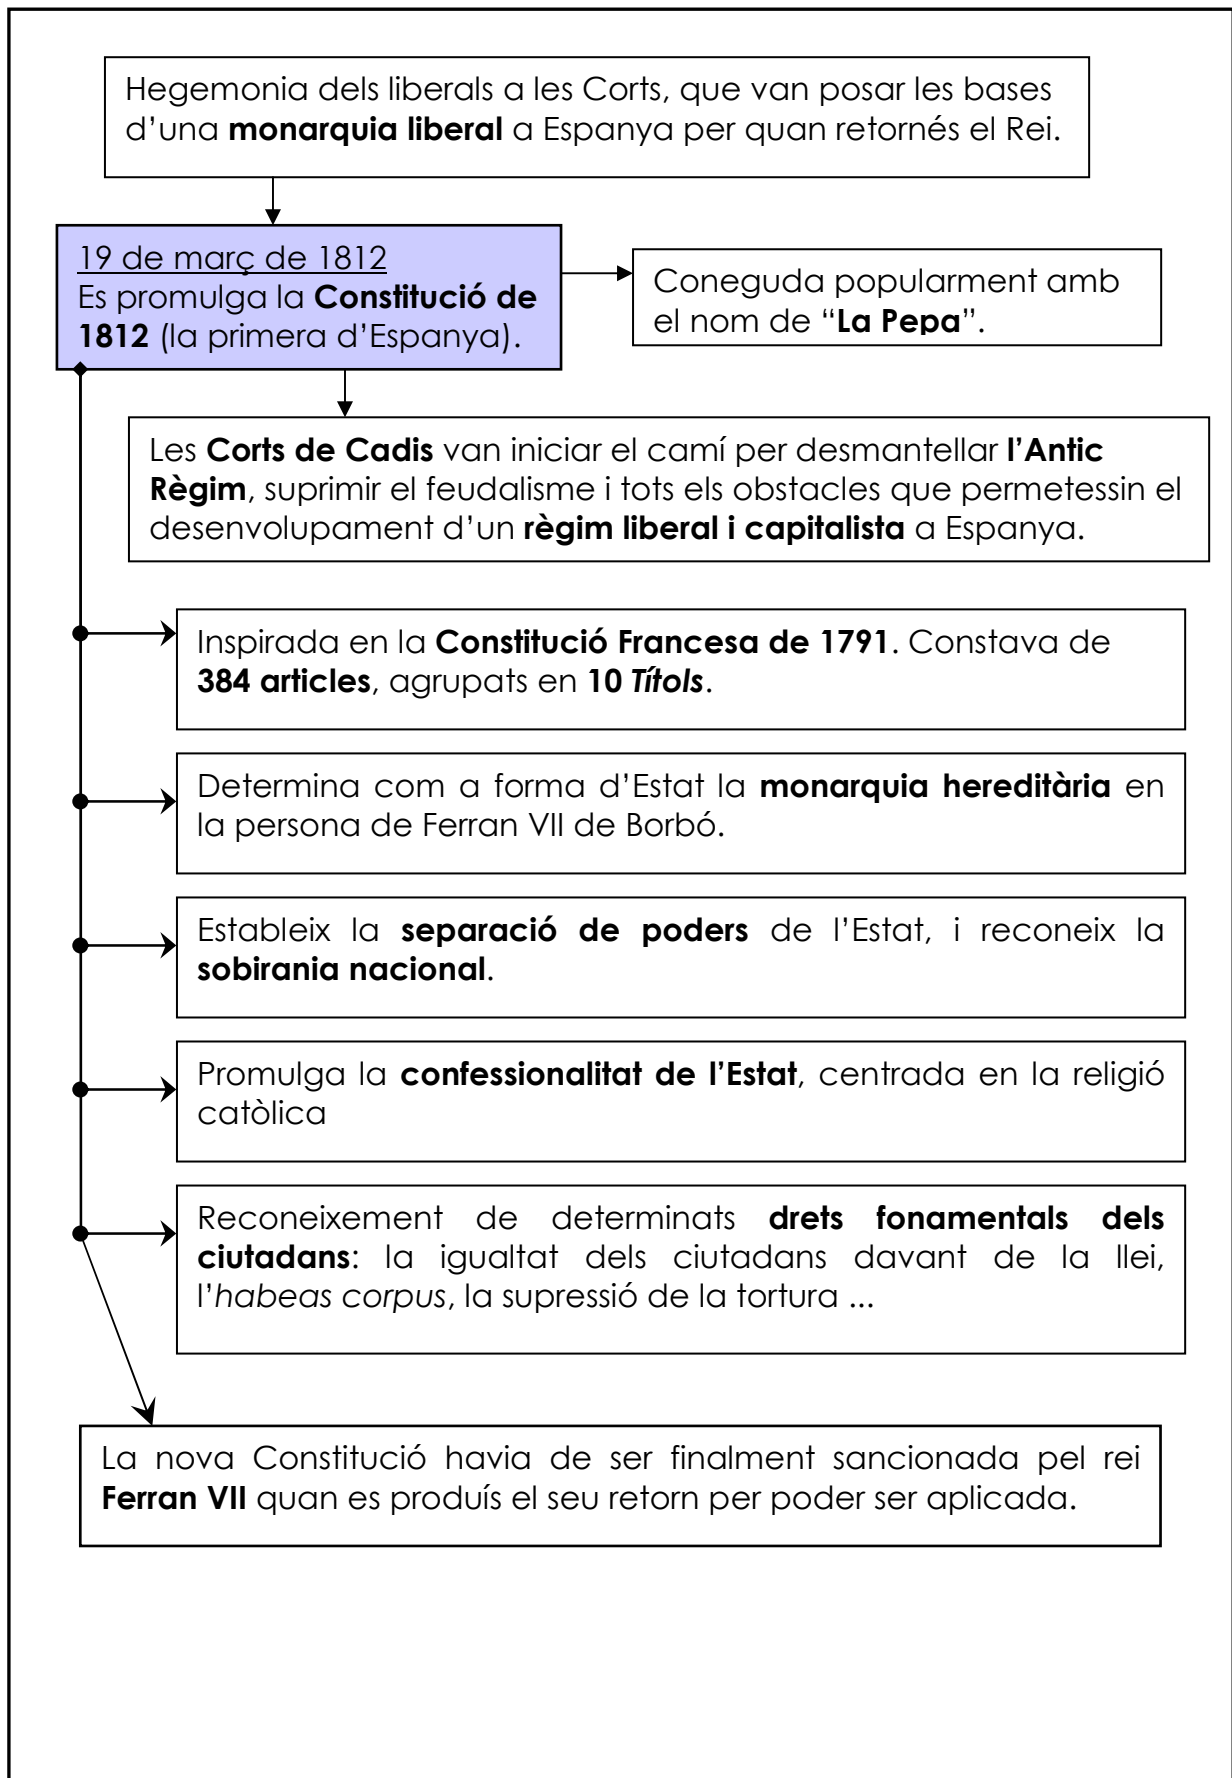 Hegemonia dels liberals a les Corts, que van posar les bases
d’una monarquia liberal a Espanya per quan retornés el Rei.
19 de març de 1812
Es promulga la Constitució de
1812 (la primera d’Espanya).
Coneguda popularment amb
el nom de “La Pepa”.
Les Corts de Cadis van iniciar el camí per desmantellar l’Antic
Règim, suprimir el feudalisme i tots els obstacles que permetessin el
desenvolupament d’un règim liberal i capitalista a Espanya.
Inspirada en la Constitució Francesa de 1791. Constava de
384 articles, agrupats en 10 Títols.
Determina com a forma d’Estat la monarquia hereditària en
la persona de Ferran VII de Borbó.
Estableix la separació de poders de l’Estat, i reconeix la
sobirania nacional.
Promulga la confessionalitat de l’Estat, centrada en la religió
catòlica
Reconeixement de determinats drets fonamentals dels
ciutadans: la igualtat dels ciutadans davant de la llei,
l’habeas corpus, la supressió de la tortura ...
La nova Constitució havia de ser finalment sancionada pel rei
Ferran VII quan es produís el seu retorn per poder ser aplicada.